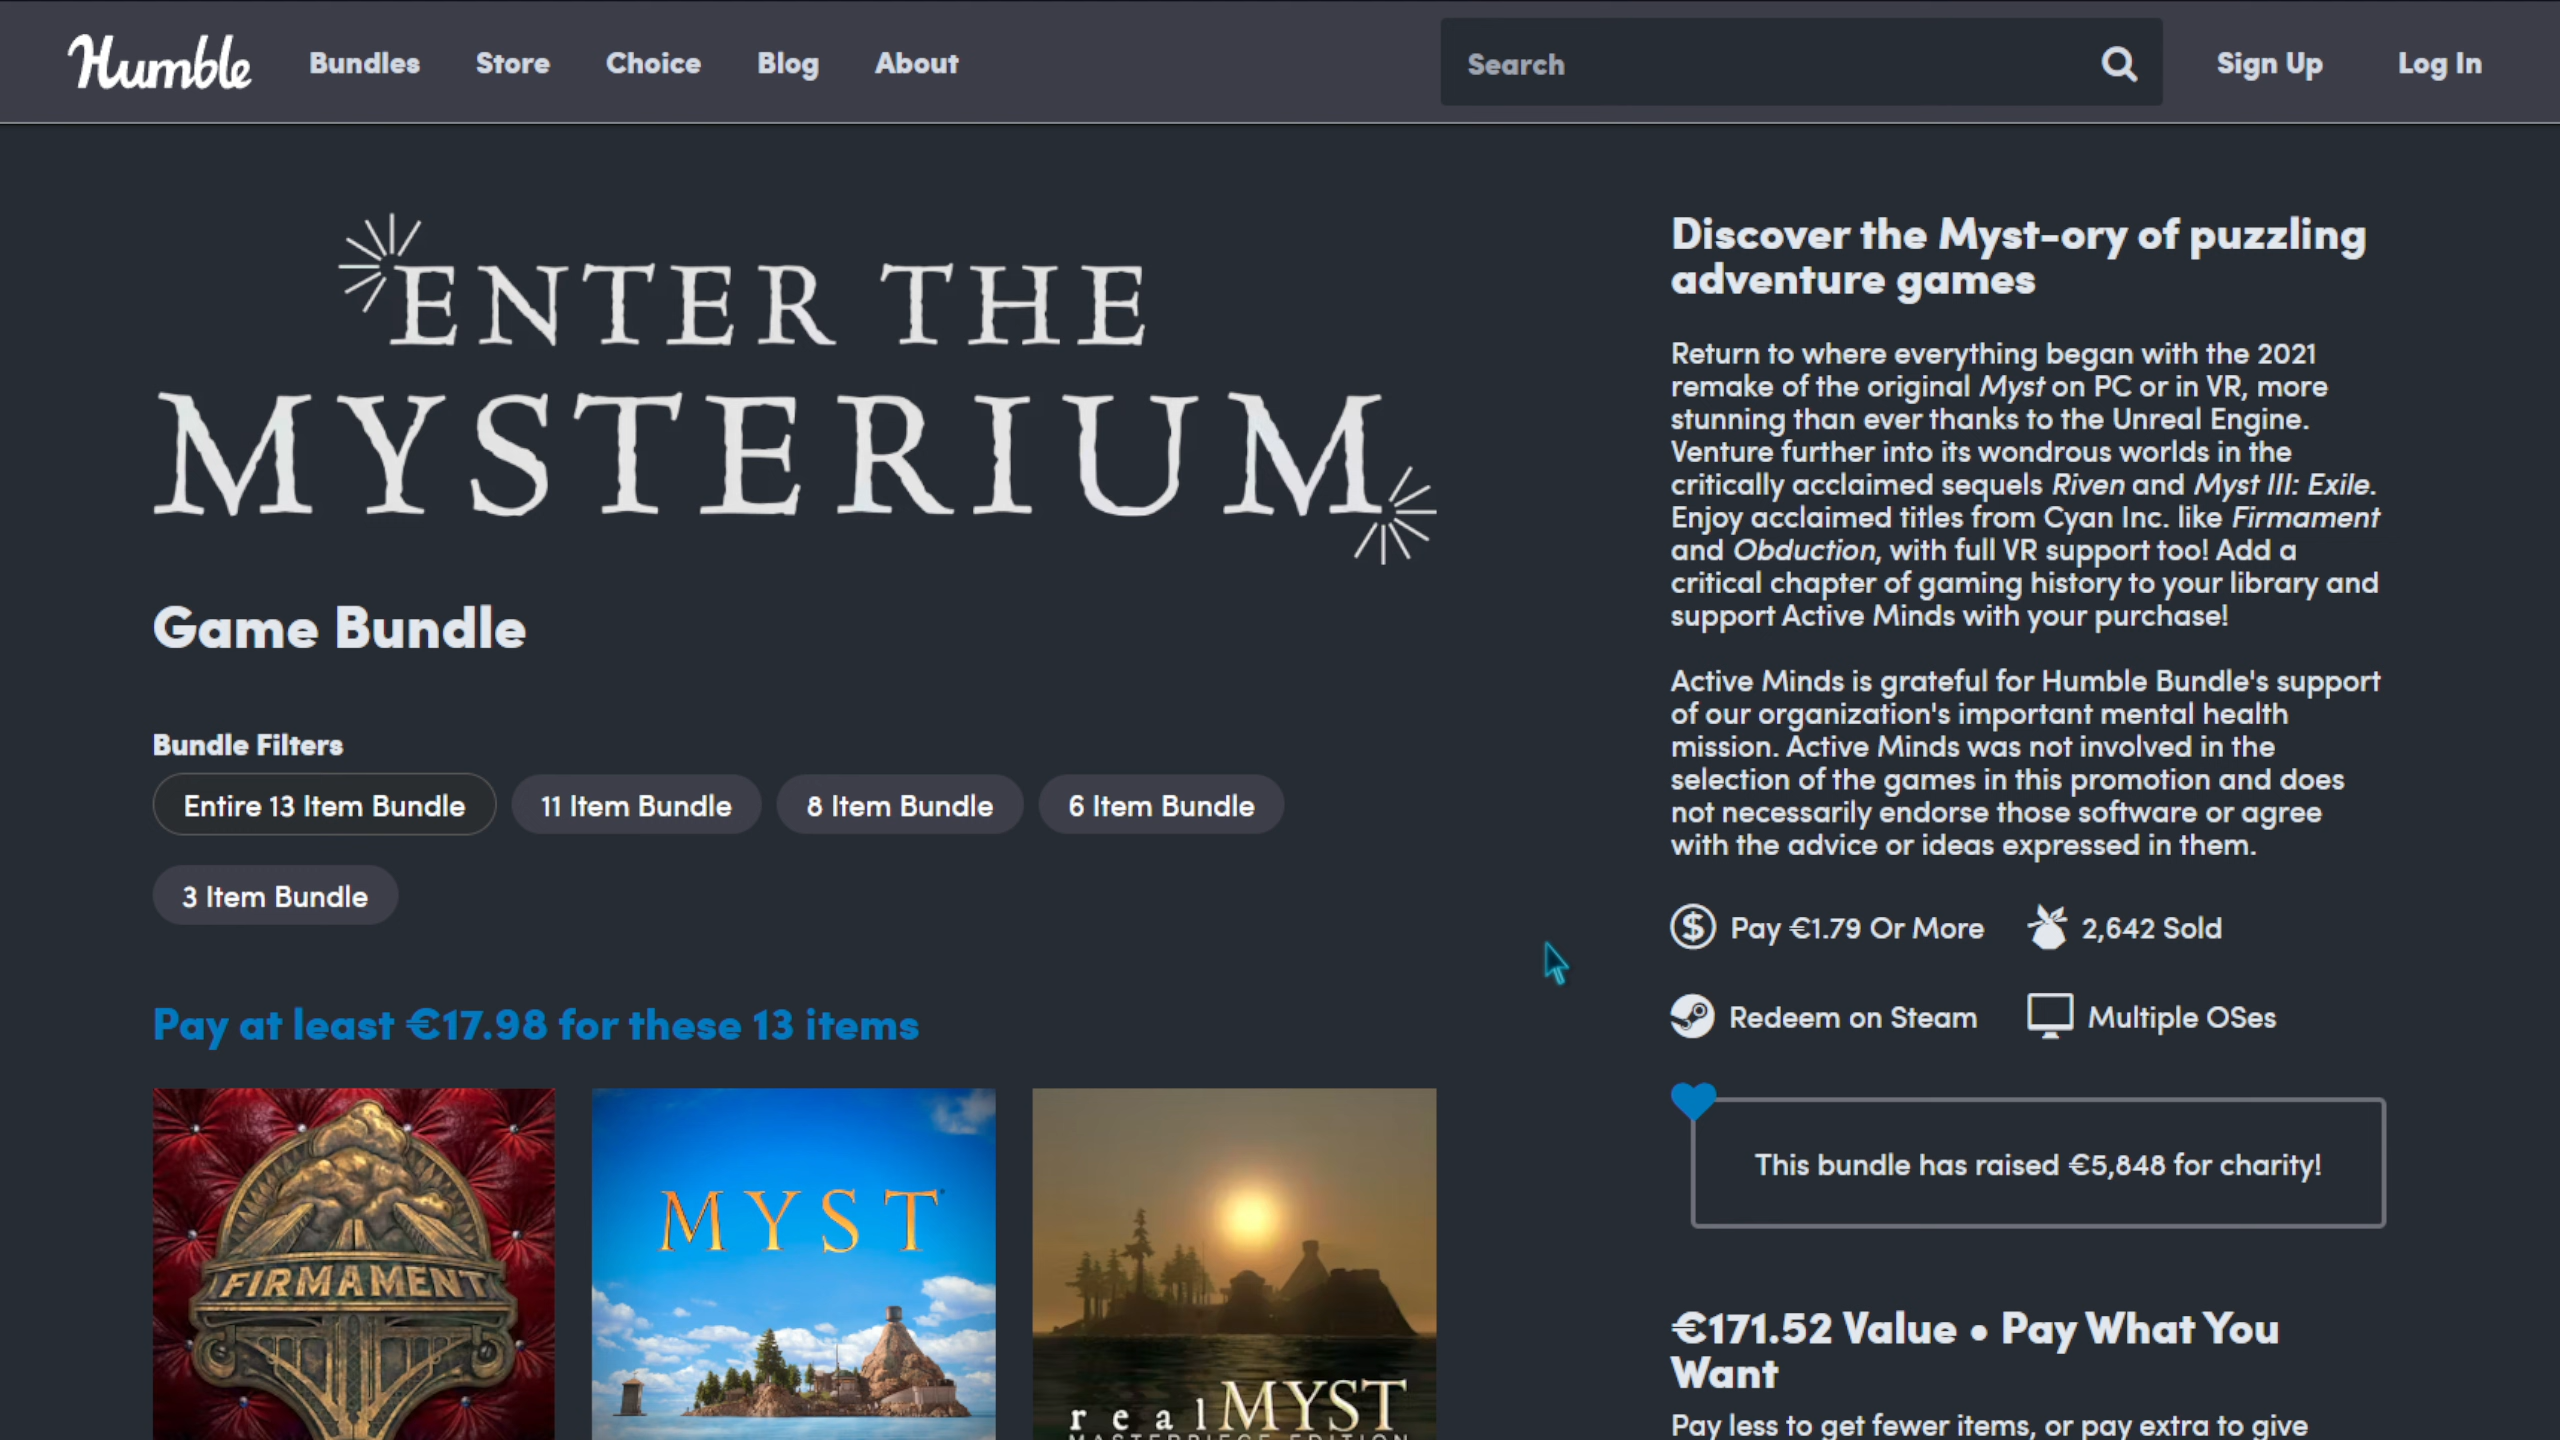 Humble
Bundles
Store
Choice
Blog
About
Search
Sign Up
Log In
ENTER THE
MYSTERIUM
Game Bundle
Bundle Filters
Entire 13 Item Bundle
11 Item Bundle
8 Item Bundle
6 Item Bundle
3 Item Bundle
Pay at least €17.98 for these 13 items
FIRMAMENT
MYST
realMYST
MASTERPIECE EDITION
Discover the Myst-ory of puzzling
adventure games
Return to where everything began with the 2021
remake of the original Myst on PC or in VR, more
stunning than ever thanks to the Unreal Engine.
Venture further into its wondrous worlds in the
critically acclaimed sequels Riven and Myst III: Exile.
Enjoy acclaimed titles from Cyan Inc. like Firmament
and Obduction, with full VR support too! Add a
critical chapter of gaming history to your library and
support Active Minds with your purchase!
Active Minds is grateful for Humble Bundle's support
of our organization's important mental health
mission. Active Minds was not involved in the
selection of the games in this promotion and does
not necessarily endorse those software or agree
with the advice or ideas expressed in them.
Pay €1.79 Or More
2,642 Sold
Redeem on Steam
Multiple OSes
This bundle has raised €5,848 for charity!
€171.52 Value • Pay What You
Want
Pay less to get fewer items, or pay extra to give